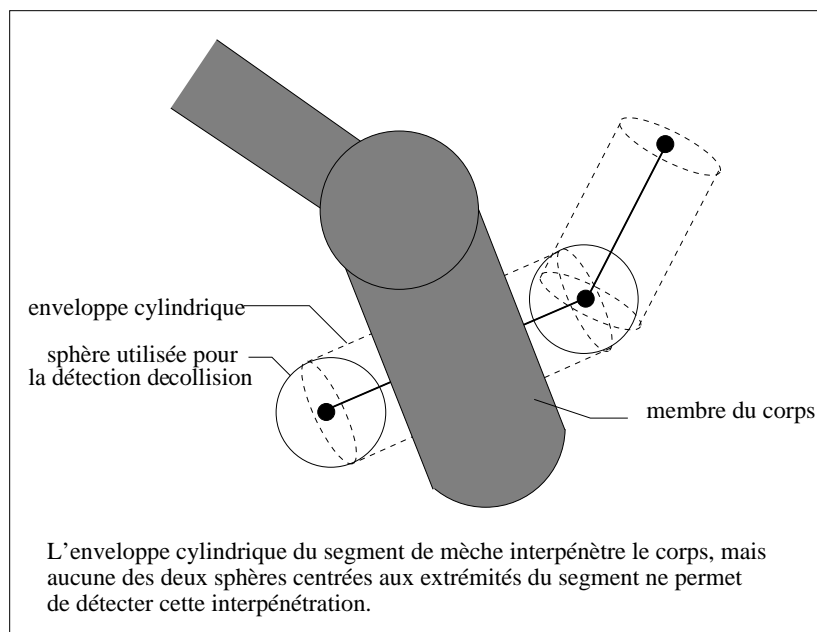 enveloppe cylindrique
sphère utilisée pour
la détection decollision
membre du corps
L'enveloppe cylindrique du segment de mèche interpénètre le corps, mais
aucune des deux sphères centrées aux extrémités du segment ne permet
de détecter cette interpénétration.